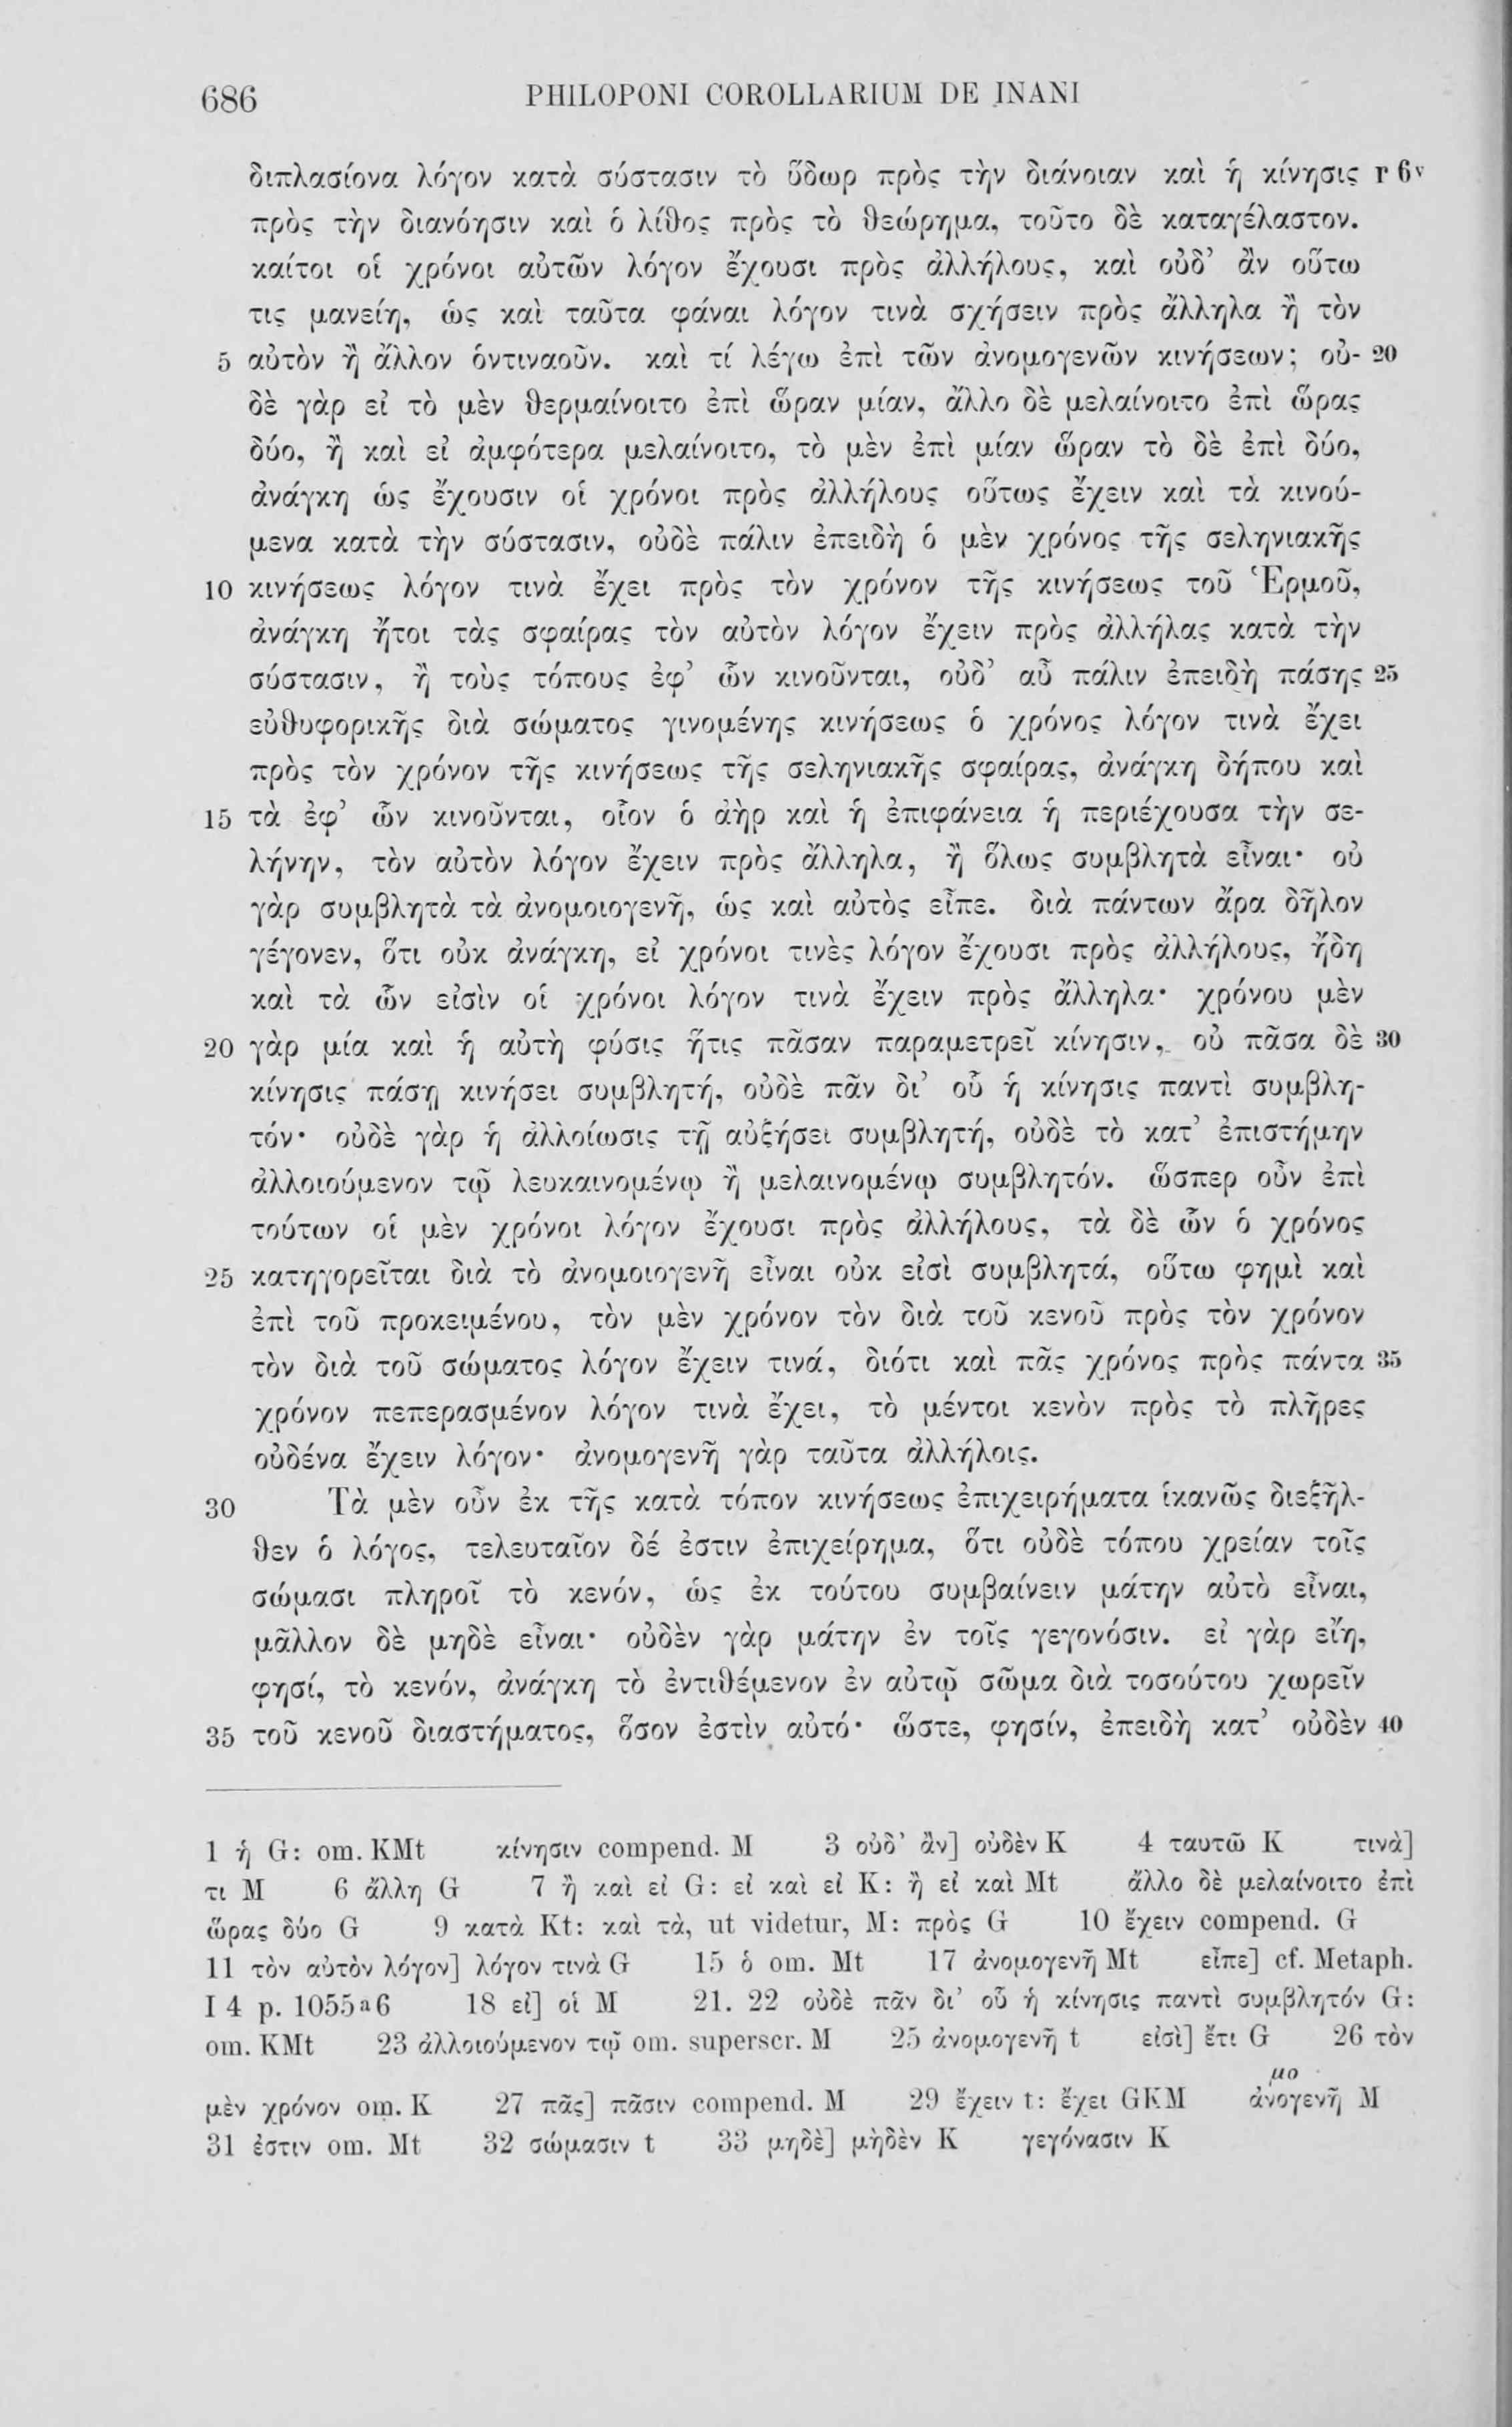 686 PHILOPONI COROLLARIUM DE INANI
διπλασίονα λόγον κατὰ σύστασιν τὸ ὕδωρ πρὸς τὴν διάνοιαν καὶ ἡ κίνησις r 6v
πρὸς τὴν διανόησιν καὶ ὁ λίθος πρὸς τὸ θεώρημα, τοῦτο δὲ καταγέλαστον.
καίτοι οἱ χρόνοι αὐτῶν λόγον ἔχουσι πρὸς ἀλλήλους, καὶ οὐδ’ ἂν οὕτω
τις μανείη, ὡς καὶ ταῦτα φάναι λόγον τινὰ σχήσειν πρὸς ἄλληλα ἢ τὸν
5 αὐτὸν ἢ ἄλλον ὁντιναοῦν. καὶ τί λέγω ἐπὶ τῶν ἀνομογενῶν κινήσεων; οὐ- 20
δὲ γὰρ εἰ τὸ μὲν θερμαίνοιτο ἐπὶ ὥραν μίαν, ἄλλο δὲ μελαίνοιτο ἐπὶ ὥρας
δύο, ἢ καὶ εἰ ἀμφότερα μελαίνοιτο, τὸ μὲν ἐπὶ μίαν ὥραν τὸ δὲ ἐπὶ δύο,
ἀνάγκη ὡς ἔχουσιν οἱ χρόνοι πρὸς ἀλλήλους οὕτως ἔχειν καὶ τὰ κινού-
μενα κατὰ τὴν σύστασιν, οὐδὲ πάλιν ἐπειδὴ ὁ μὲν χρόνος τῆς σεληνιακῆς
10 κινήσεως λόγον τινὰ ἔχει πρὸς τὸν χρόνον τῆς κινήσεως τοῦ Ἑρμοῦ,
ἀνάγκη ἤτοι τὰς σφαίρας τὸν αὐτὸν λόγον ἔχειν πρὸς ἀλλήλας κατὰ τὴν
σύστασιν, ἢ τοὺς τόπους ἐφ’ ὧν κινοῦνται, οὐδ’ αὖ πάλιν ἐπειδὴ πάσης 25
εὐθυφορικῆς διὰ σώματος γινομένης κινήσεως ὁ χρόνος λόγον τινὰ ἔχει
πρὸς τὸν χρόνον τῆς κινήσεως τῆς σεληνιακῆς σφαίρας, ἀνάγκη δήπου καὶ
15 τὰ ἐφ’ ὧν κινοῦνται, οἷον ὁ ἀὴρ καὶ ἡ ἐπιφάνεια ἡ περιέχουσα τὴν σε-
λήνην, τὸν αὐτὸν λόγον ἔχειν πρὸς ἄλληλα, ἢ ὅλως συμβλητὰ εἶναι· οὐ
γὰρ συμβλητὰ τὰ ἀνομοιογενῆ, ὡς καὶ αὐτὸς εἶπε. διὰ πάντων ἄρα δῆλον
γέγονεν, ὅτι οὐκ ἀνάγκη, εἰ χρόνοι τινὲς λόγον ἔχουσι πρὸς ἀλλήλους, ἤδη
καὶ τὰ ὧν εἰσὶν οἱ χρόνοι λόγον τινὰ ἔχειν πρὸς ἄλληλα· χρόνου μὲν
20 γὰρ μία καὶ ἡ αὐτὴ φύσις ἥτις πᾶσαν παραμετρεῖ κίνησιν, οὐ πᾶσα δὲ 30
κίνησις πάσῃ κινήσει συμβλητή, οὐδὲ πᾶν δι’ οὗ ἡ κίνησις παντὶ συμβλη-
τόν· οὐδὲ γὰρ ἡ ἀλλοίωσις τῇ αὐξήσει συμβλητή, οὐδὲ τὸ κατ’ ἐπιστήμην
ἀλλοιούμενον τῷ λευκαινομένῳ ἢ μελαινομένῳ συμβλητόν. ὥσπερ οὖν ἐπὶ
τούτων οἱ μὲν χρόνοι λόγον ἔχουσι πρὸς ἀλλήλους, τὰ δὲ ὧν ὁ χρόνος
25 κατηγορεῖται διὰ τὸ ἀνομοιογενῆ εἶναι οὐκ εἰσὶ συμβλητά, οὕτω φημὶ καὶ
ἐπὶ τοῦ προκειμένου, τὸν μὲν χρόνον τὸν διὰ τοῦ κενοῦ πρὸς τὸν χρόνον
τὸν διὰ τοῦ σώματος λόγον ἔχειν τινά, διότι καὶ πᾶς χρόνος πρὸς πάντα 35
χρόνον πεπερασμένον λόγον τινὰ ἔχει, τὸ μέντοι κενὸν πρὸς τὸ πλῆρες
οὐδένα ἔχειν λόγον· ἀνομογενῆ γὰρ ταῦτα ἀλλήλοις.
30 Τὰ μὲν οὖν ἐκ τῆς κατὰ τόπον κινήσεως ἐπιχειρήματα ἱκανῶς διεξῆλ-
θεν ὁ λόγος, τελευταῖον δέ ἐστιν ἐπιχείρημα, ὅτι οὐδὲ τόπου χρείαν τοῖς
σώμασι πληροῖ τὸ κενόν, ὡς ἐκ τούτου συμβαίνειν μάτην αὐτὸ εἶναι,
μᾶλλον δὲ μηδὲ εἶναι· οὐδὲν γὰρ μάτην ἐν τοῖς γεγονόσιν. εἰ γὰρ εἴη,
φησί, τὸ κενόν, ἀνάγκη τὸ ἐντιθέμενον ἐν αὐτῷ σῶμα διὰ τοσούτου χωρεῖν
35 τοῦ κενοῦ διαστήματος, ὅσον ἐστὶν αὐτό· ὥστε, φησίν, ἐπειδὴ κατ’ οὐδὲν 40
1 ἡ G: om. KMt κίνησιν compend. M 3 οὐδ’ ἂν] οὐδὲν K 4 ταυτῶ K τινὰ]
τι M 6 ἄλλη G 7 ἢ καὶ εἰ G: εἰ καὶ εἰ K: ἢ εἰ καὶ Mt ἄλλο δὲ μελαίνοιτο ἐπὶ
ὥρας δύο G 9 κατὰ Kt: καὶ τὰ, ut videtur, M: πρὸς G 10 ἔχειν compend. G
11 τὸν αὐτὸν λόγον] λόγον τινὰ G 15 ὁ om. Mt 17 ἀνομογενῆ Mt εἶπε] cf. Metaph.
I 4 p. 1055a6 18 εἰ] οἱ M 21. 22 οὐδὲ πᾶν δι’ οὗ ἡ κίνησις παντὶ συμβλητόν G:
om. KMt 23 ἀλλοιούμενον τῷ om. superscr. M 25 ἀνομογενῆ t εἰσὶ] ἔτι G 26 τὸν
μο
μὲν χρόνον om. K 27 πᾶς] πᾶσιν compend. M 29 ἔχειν t: ἔχει GKM ἀνογενῆ M
31 ἐστιν om. Mt 32 σώμασιν t 33 μηδὲ] μὴδὲν K γεγόνασιν K